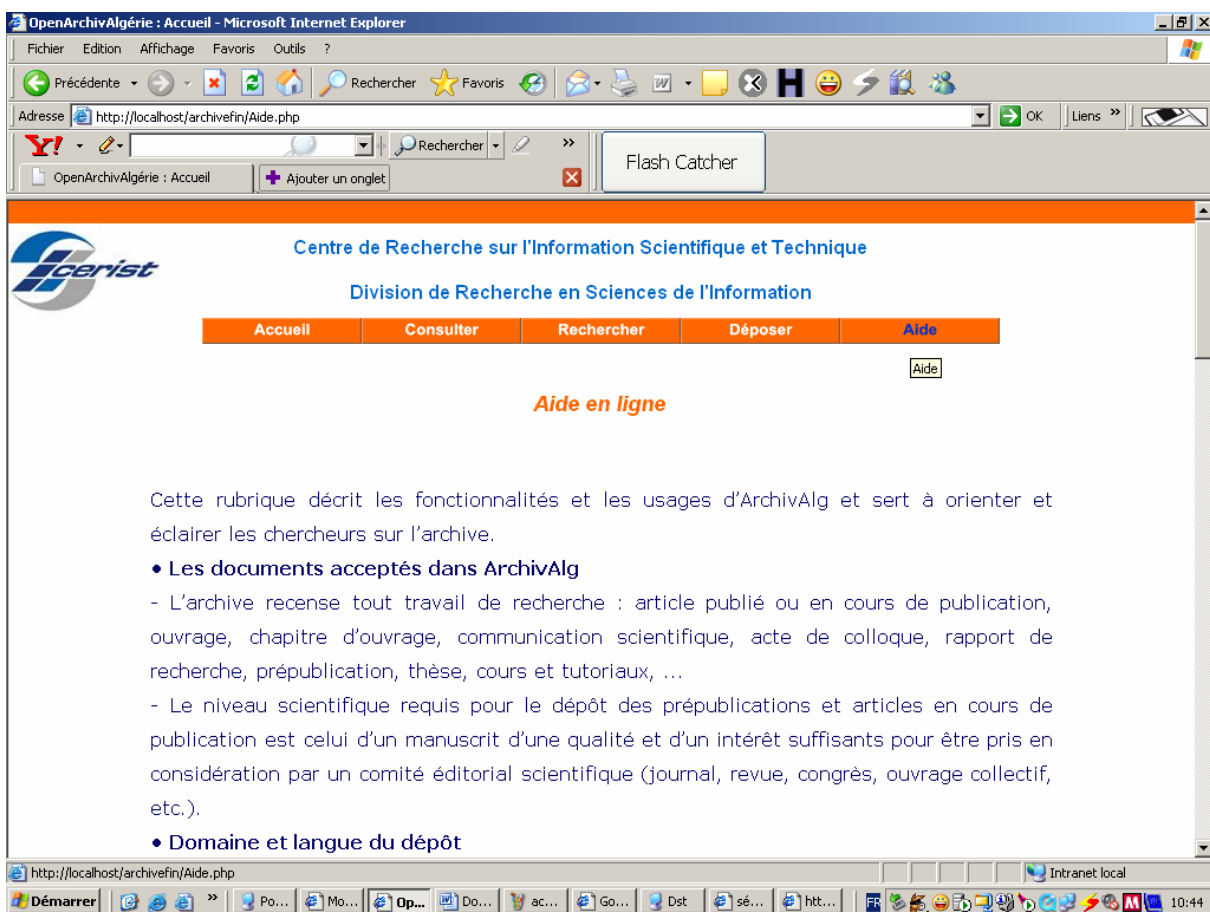 OpenArchivAlgérie : Accueil - Microsoft Internet Explorer
Fichier Edition Affichage Favoris Outils ?
Précédente Rechercher Favoris
Adresse http://localhost/archivefin/Aide.php OK Liens »
Y! Rechercher »
Flash Catcher
OpenArchivAlgérie : Accueil Ajouter un onglet
cerist
Centre de Recherche sur l'Information Scientifique et Technique
Division de Recherche en Sciences de l'Information
Accueil Consulter Rechercher Déposer Aide
Aide
Aide en ligne
Cette rubrique décrit les fonctionnalités et les usages d'ArchivAlg et sert à orienter et
éclairer les chercheurs sur l'archive.
• Les documents acceptés dans ArchivAlg
- L'archive recense tout travail de recherche : article publié ou en cours de publication,
ouvrage, chapitre d'ouvrage, communication scientifique, acte de colloque, rapport de
recherche, prépublication, thèse, cours et tutoriaux, ...
- Le niveau scientifique requis pour le dépôt des prépublications et articles en cours de
publication est celui d'un manuscrit d'une qualité et d'un intérêt suffisants pour être pris en
considération par un comité éditorial scientifique (journal, revue, congrès, ouvrage collectif,
etc.).
• Domaine et langue du dépôt
http://localhost/archivefin/Aide.php Intranet local
Démarrer » Po... Mo... Op... Do... ac... Go... Dst sé... htt... FR 10:44